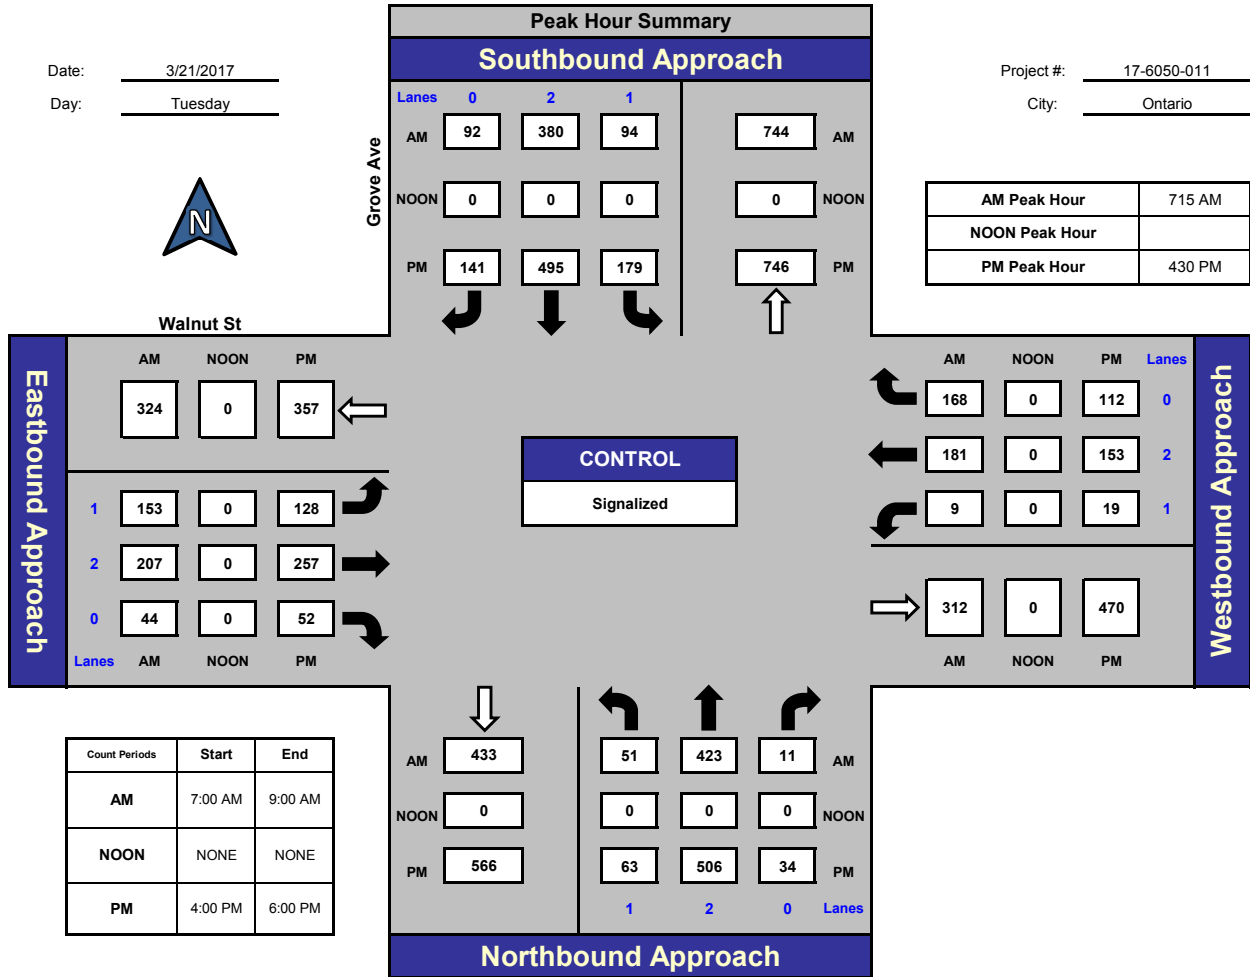 Peak Hour Summary
Southbound Approach
Date: 3/21/2017
Day: Tuesday
Project #: 17-6050-011
City: Ontario
N
Grove Ave
Lanes 0 2 1
AM 92 380 94 744 AM
NOON 0 0 0 0 NOON
PM 141 495 179 746 PM
AM Peak Hour 715 AM
NOON Peak Hour
PM Peak Hour 430 PM
Walnut St
Eastbound Approach
AM NOON PM
324 0 357
1 153 0 128
2 207 0 257
0 44 0 52
Lanes AM NOON PM
CONTROL
Signalized
AM NOON PM Lanes
168 0 112 0
181 0 153 2
9 0 19 1
312 0 470
AM NOON PM
Westbound Approach
Count Periods Start End
AM 7:00 AM 9:00 AM
NOON NONE NONE
PM 4:00 PM 6:00 PM
AM 433 51 423 11 AM
NOON 0 0 0 0 NOON
PM 566 63 506 34 PM
1 2 0 Lanes
Northbound Approach